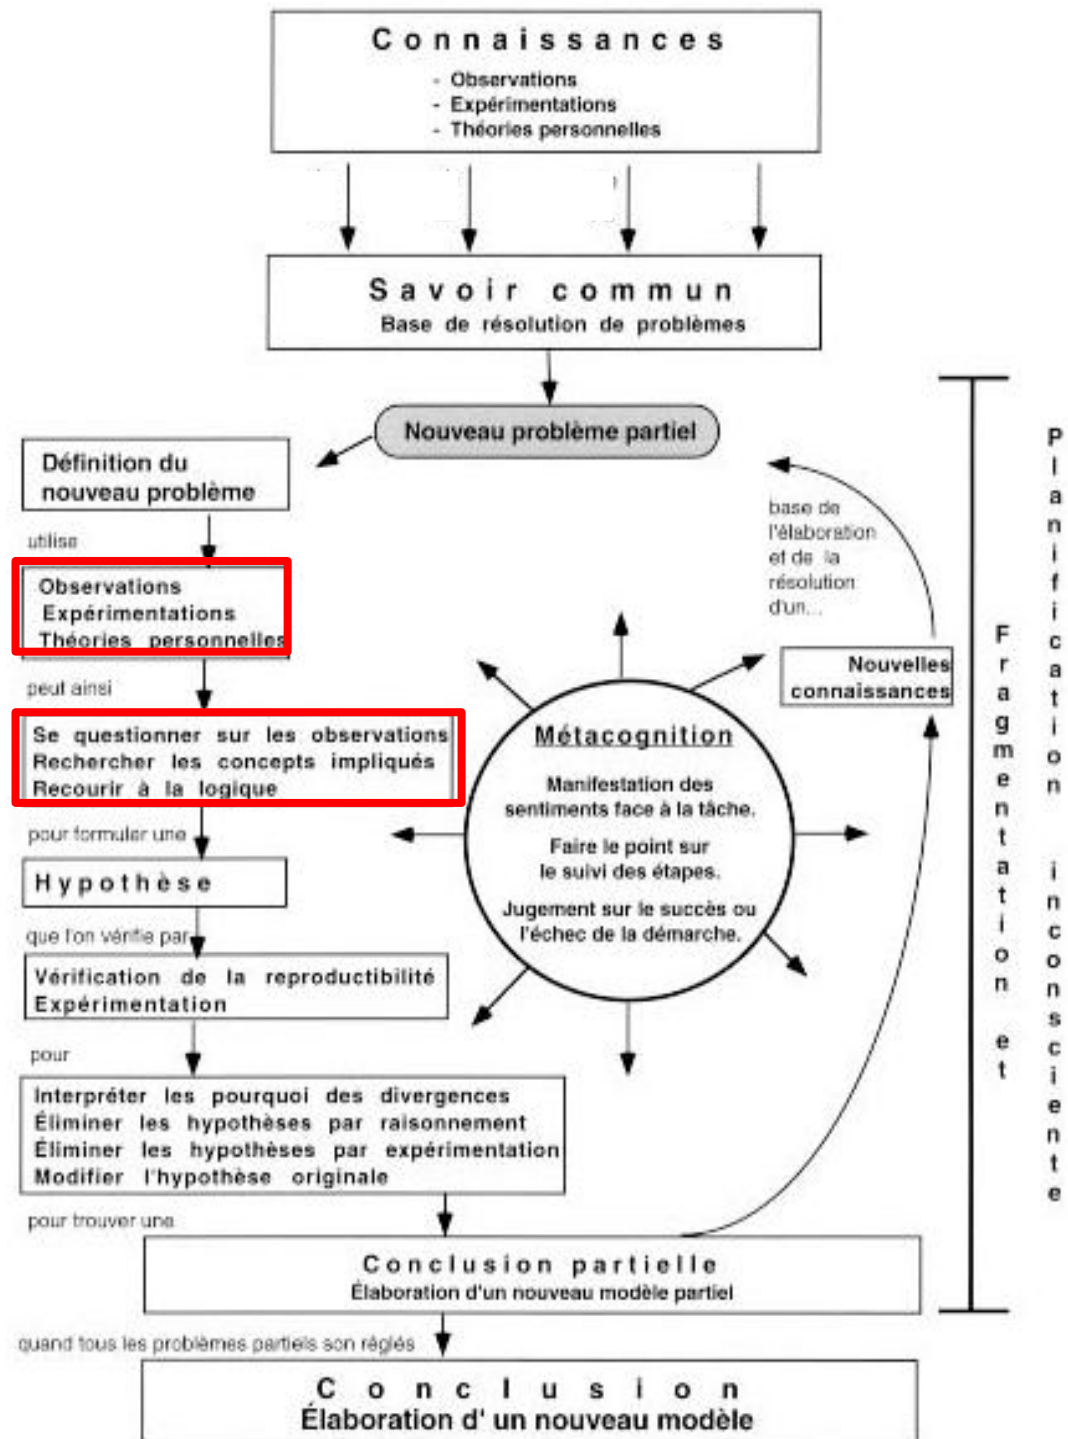 Connaissances
- Observations
- Expérimentations
- Théories personnelles
Savoir commun
Base de résolution de problèmes
Nouveau problème partiel
Définition du
nouveau problème
utilise
Observations
Expérimentations
Théories personnelles
peut ainsi
Se questionner sur les observations
Rechercher les concepts impliqués
Recourir à la logique
pour formuler une
Hypothèse
que l'on vérifie par
Vérification de la reproductibilité
Expérimentation
pour
Interpréter les pourquoi des divergences
Éliminer les hypothèses par raisonnement
Éliminer les hypothèses par expérimentation
Modifier l'hypothèse originale
pour trouver une
Conclusion partielle
Élaboration d'un nouveau modèle partiel
quand tous les problèmes partiels son réglés
Conclusion
Élaboration d' un nouveau modèle
Métacognition
Manifestation des
sentiments face à la tâche.
Faire le point sur
le suivi des étapes.
Jugement sur le succès ou
l'échec de la démarche.
base de
l'élaboration
et de la
résolution
d'un...
Nouvelles
connaissances
Fragmentation et
Planification inconsciente